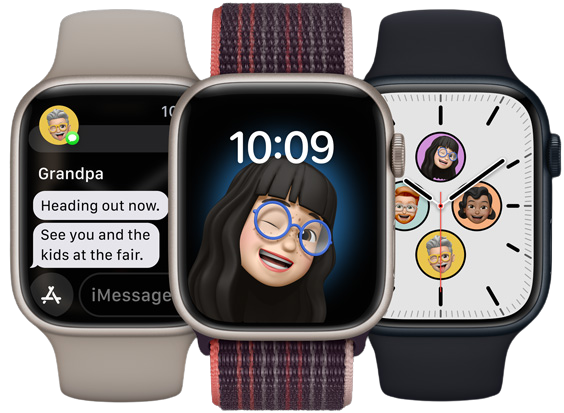 10
Grandpa
Heading out now.
See you and the
kids at the fair.
iMessage
10:09